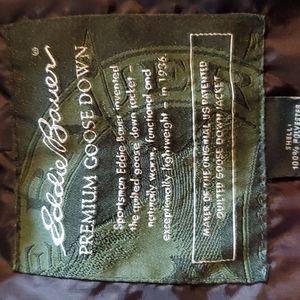 Eddie Bauer®
PREMIUM GOOSE DOWN
Sportsman Eddie Bauer invented
the quilted goose down jacket –
naturally warm, functional and
exceptionally lightweight – in 1936.
MAKER OF THE ORIGINAL US PATENTED
QUILTED GOOSE DOWN JACKET
SHELL:
100% POLYESTER